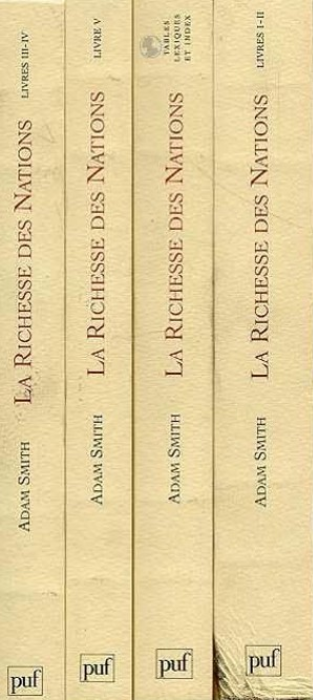 ADAM SMITH
LA RICHESSE DES NATIONS
LIVRES III-IV
puf
ADAM SMITH
LA RICHESSE DES NATIONS
LIVRE V
puf
ADAM SMITH
LA RICHESSE DES NATIONS
TABLES
LEXIQUES
ET INDEX
puf
ADAM SMITH
LA RICHESSE DES NATIONS
LIVRES I-II
puf